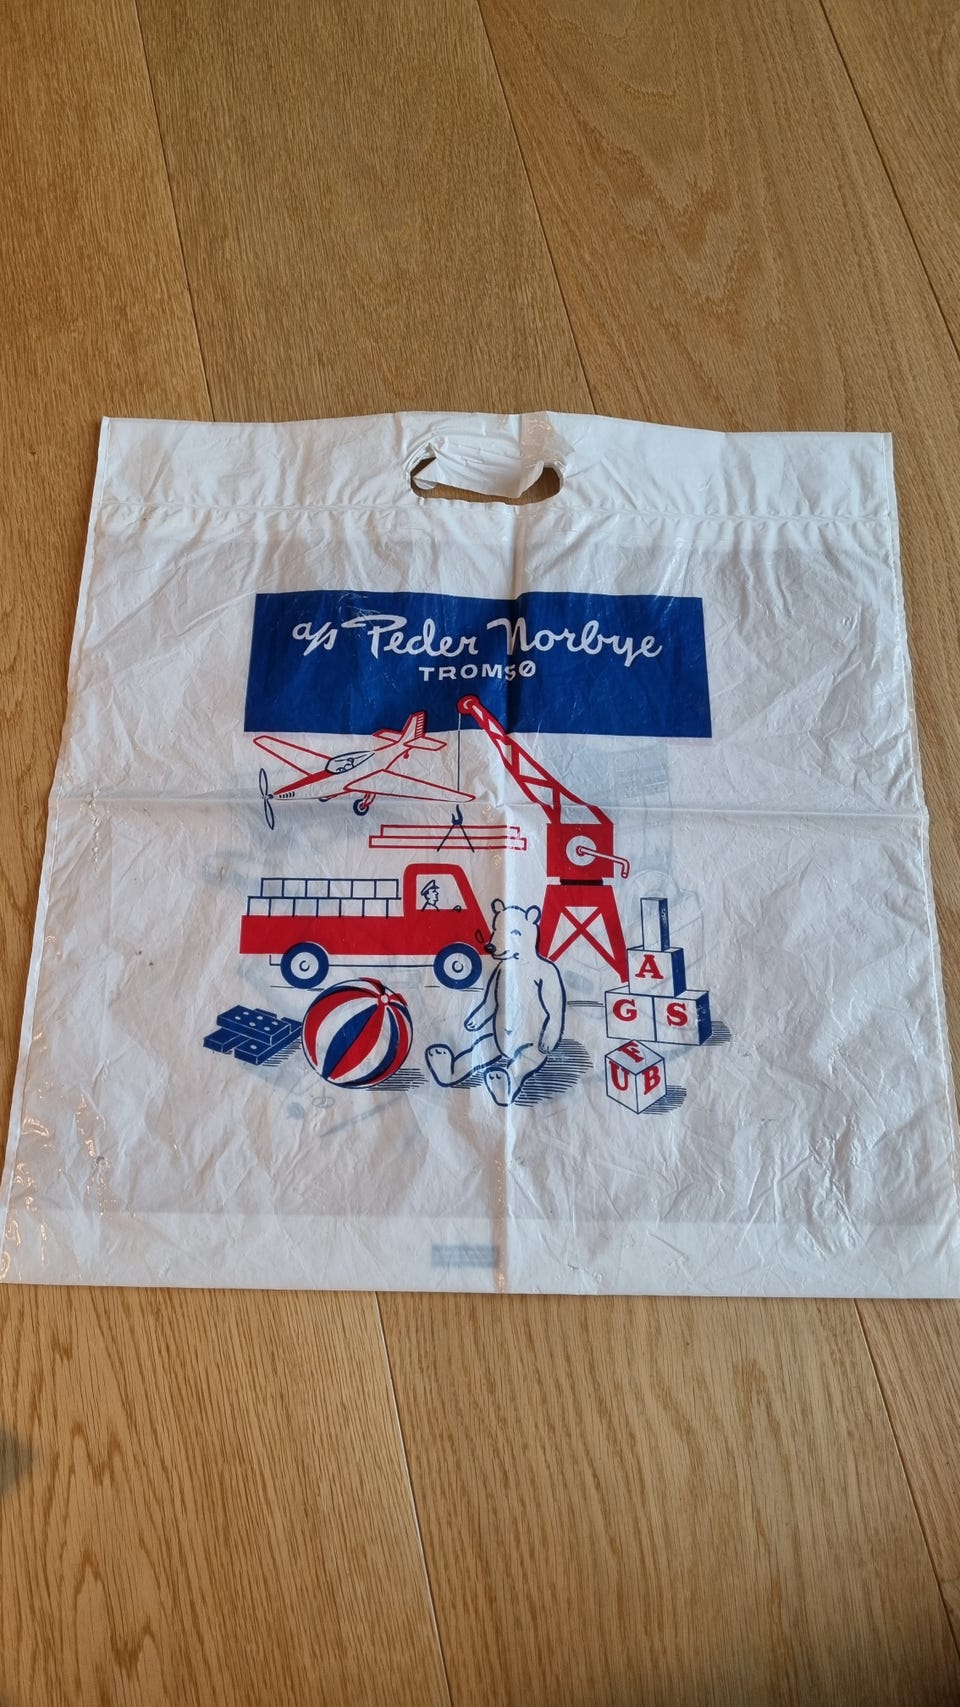 a/s Peder Norbye
TROMSØ
A
G S
F
U B